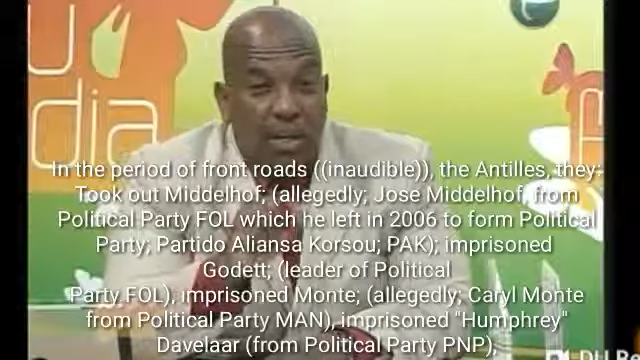 dia
In the period of front roads ((inaudible)), the Antilles, they:
Took out Middelhof; (allegedly; Jose Middelhof, from
Political Party FOL which he left in 2006 to form Political
Party; Partido Aliansa Korsou; PAK); imprisoned
Godett; (leader of Political
Party FOL), imprisoned Monte; (allegedly; Caryl Monte
from Political Party MAN), imprisoned "Humphrey"
Davelaar (from Political Party PNP),